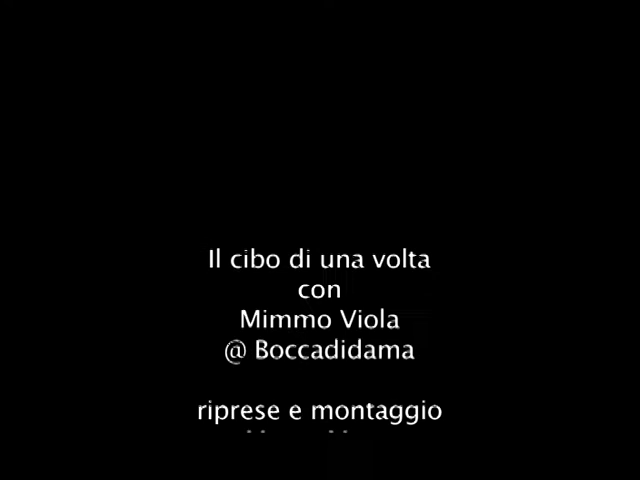 Il cibo di una volta
con
Mimmo Viola
@ Boccadidama
riprese e montaggio